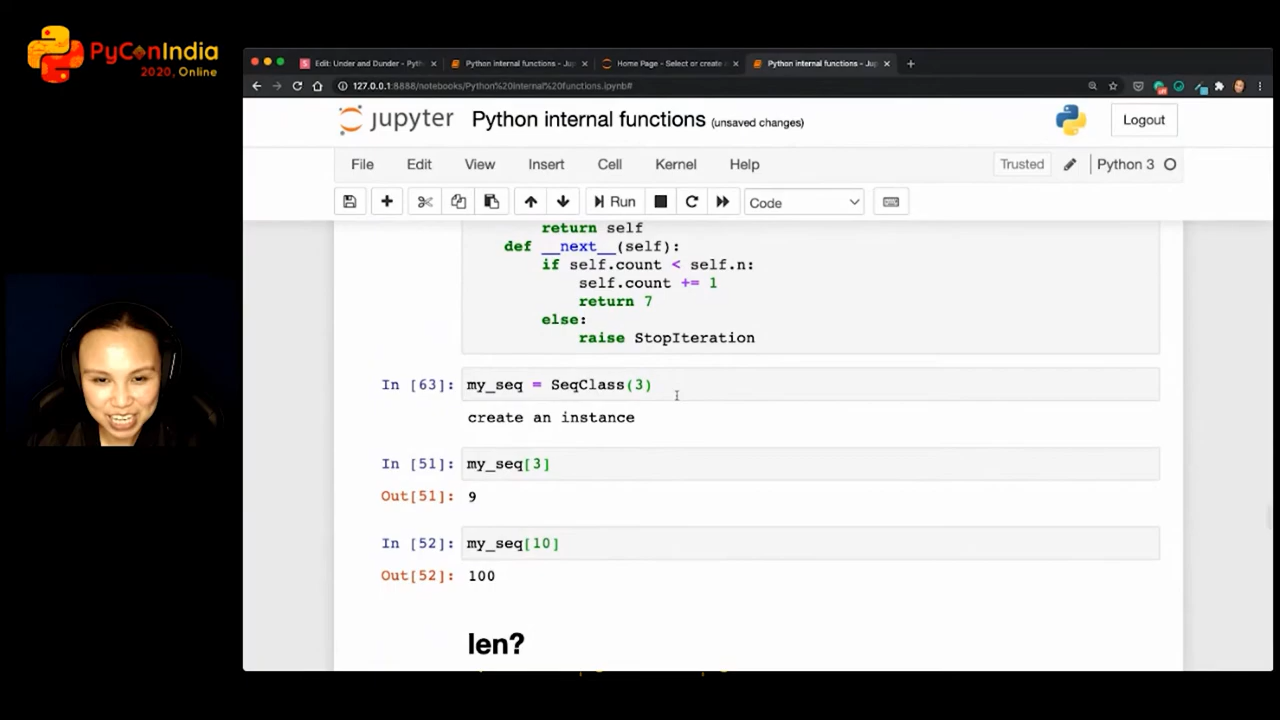 PyConIndia
2020, Online
Edit: Under and Dunder - Pyth
Python internal functions - Jup
Home Page - Select or create
Python internal functions - Jup
127.0.0.1:8888/notebooks/Python%20internal%20functions.ipynb#
jupyter Python internal functions (unsaved changes)
Logout
File Edit View Insert Cell Kernel Help
Trusted Python 3
Run
Code
return self
def __next__(self):
if self.count < self.n:
self.count += 1
return 7
else:
raise StopIteration
In [63]: my_seq = SeqClass(3)
create an instance
In [51]: my_seq[3]
Out[51]: 9
In [52]: my_seq[10]
Out[52]: 100
len?